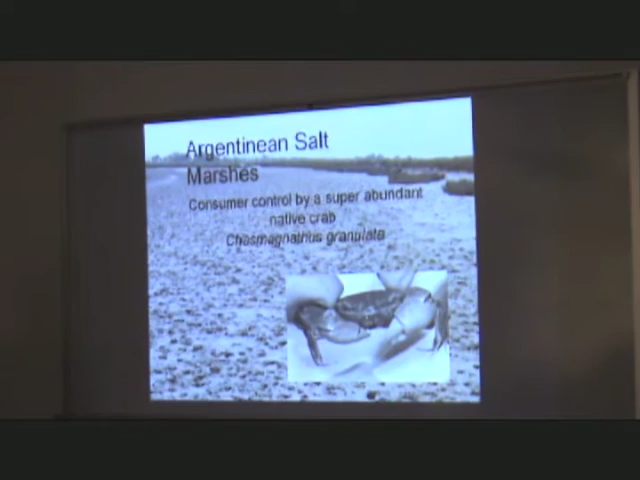 Argentinean Salt
Marshes
Consumer control by a super abundant
native crab
Chasmagnathus granulata